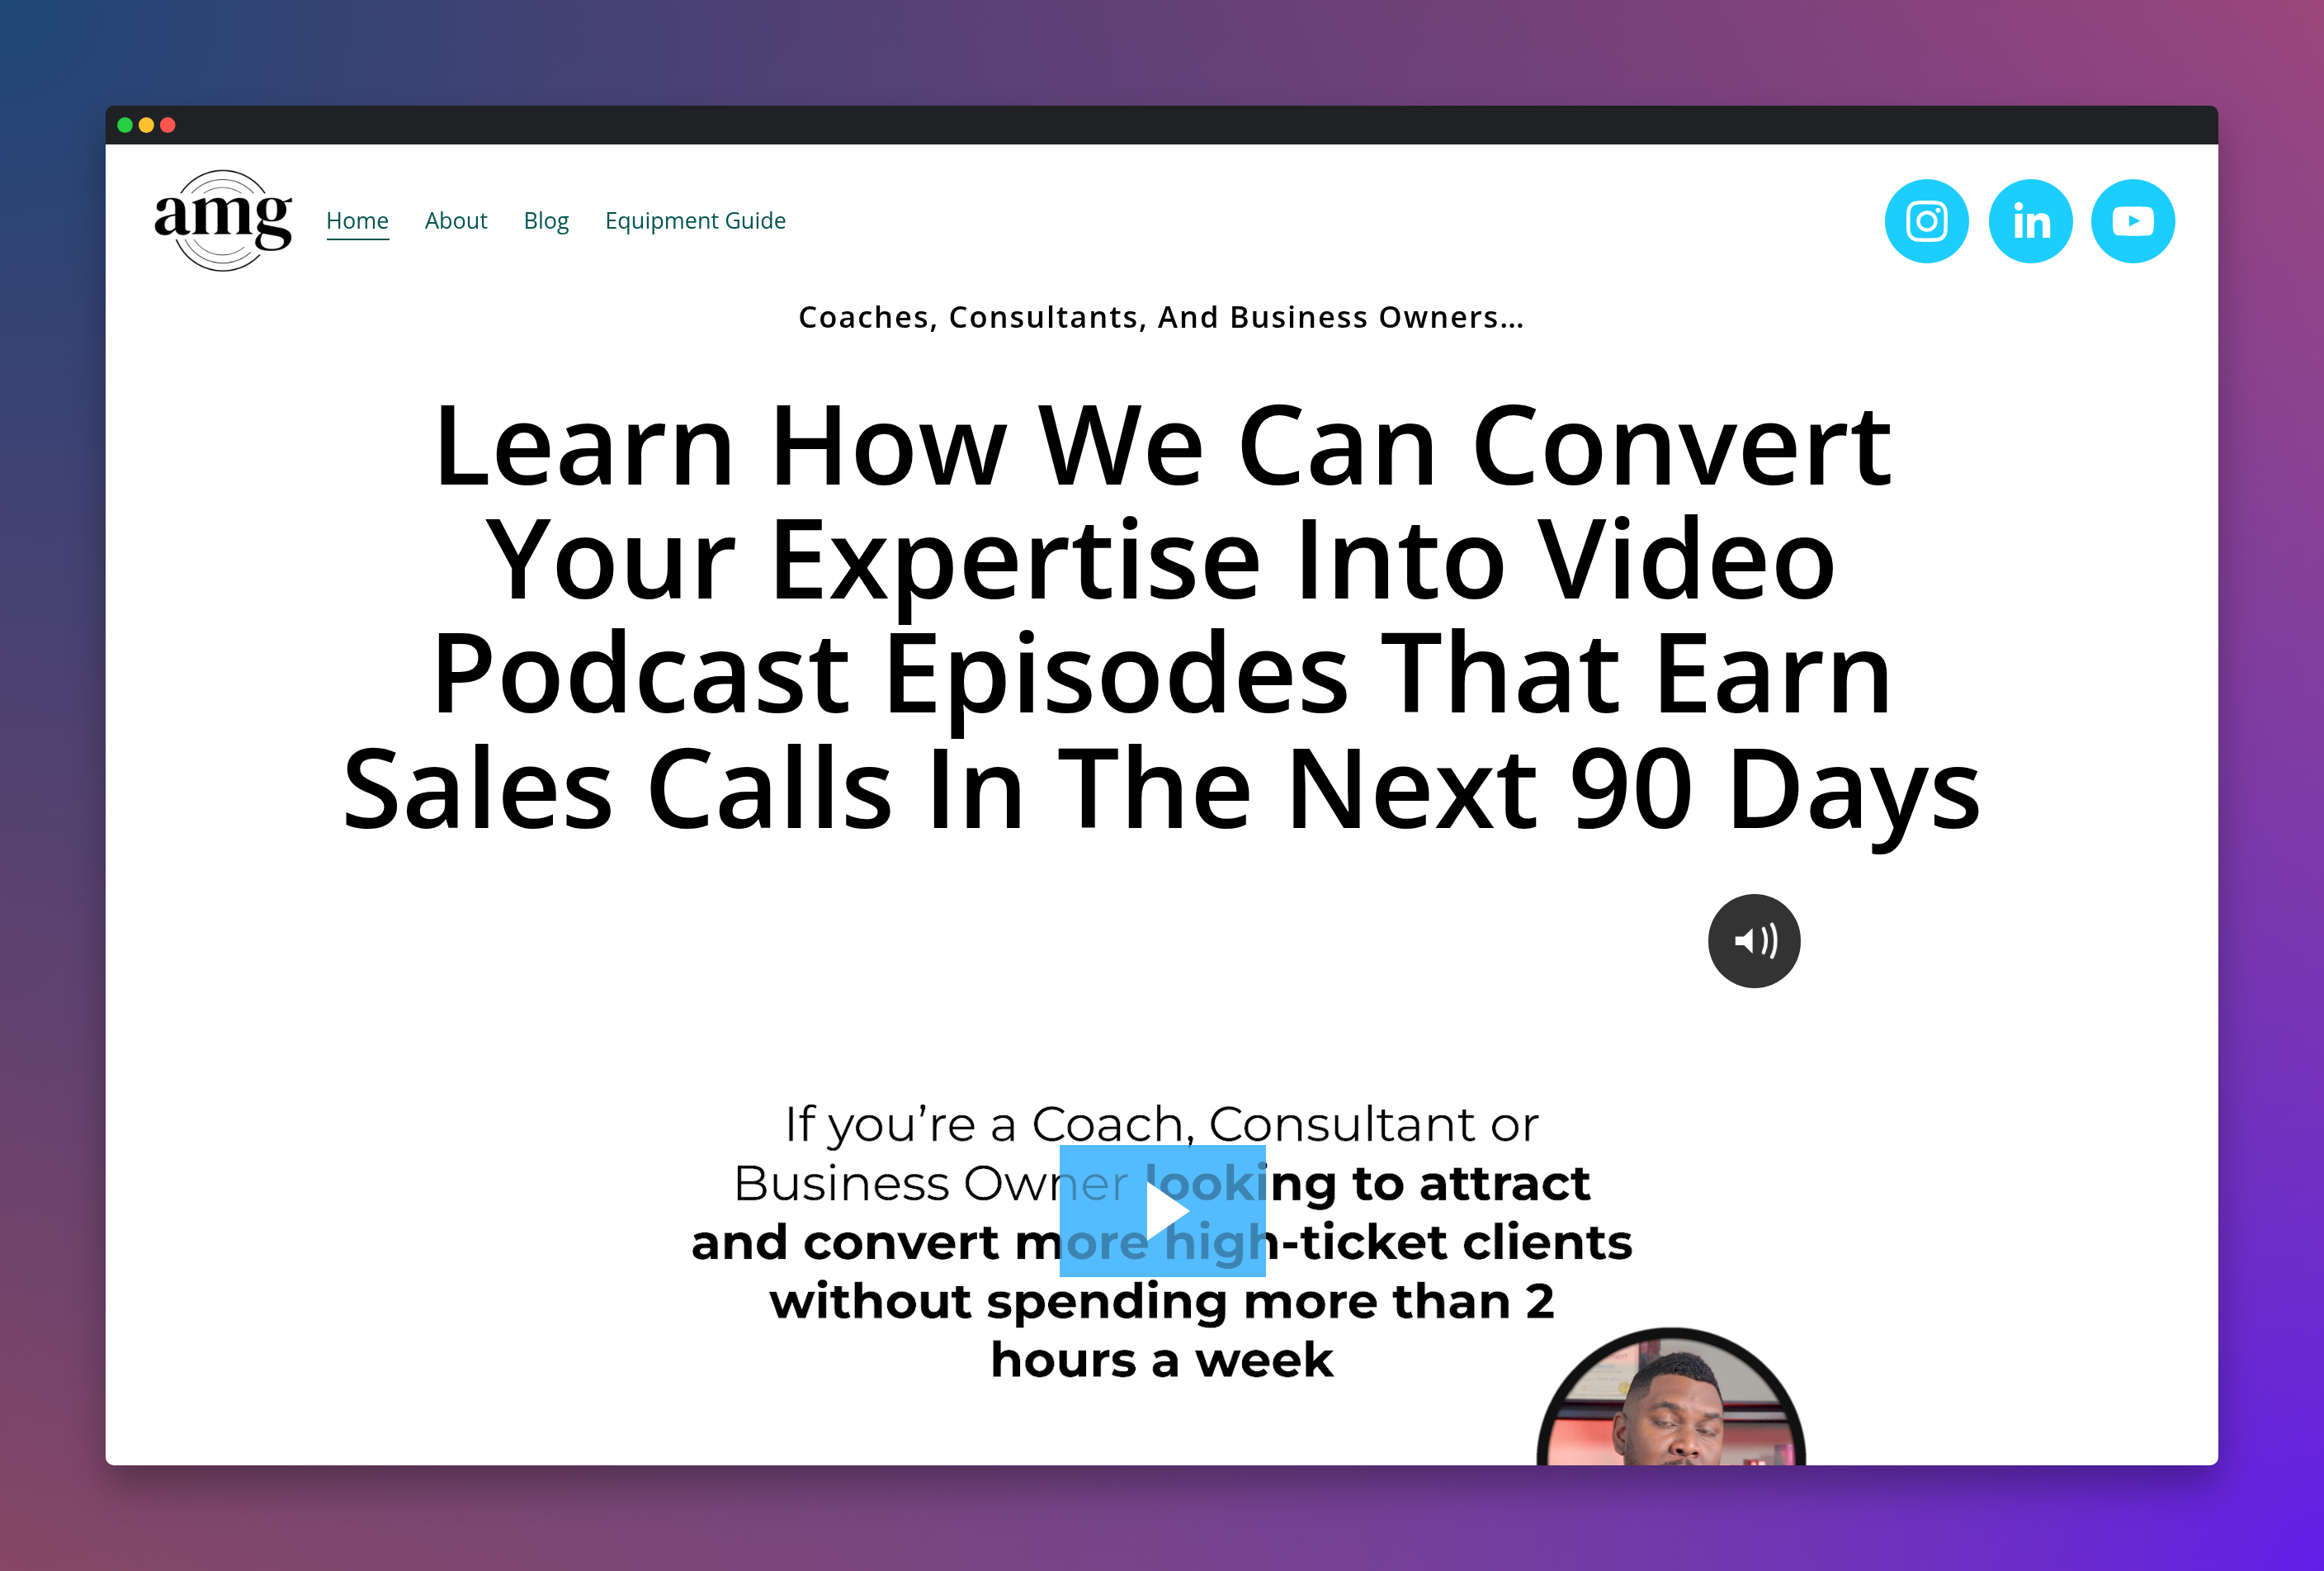 amg
Home
About
Blog
Equipment Guide
in
Coaches, Consultants, And Business Owners...
Learn How We Can Convert
Your Expertise Into Video
Podcast Episodes That Earn
Sales Calls In The Next 90 Days
If you’re a Coach, Consultant or
Business Owner looking to attract
and convert more high-ticket clients
without spending more than 2
hours a week